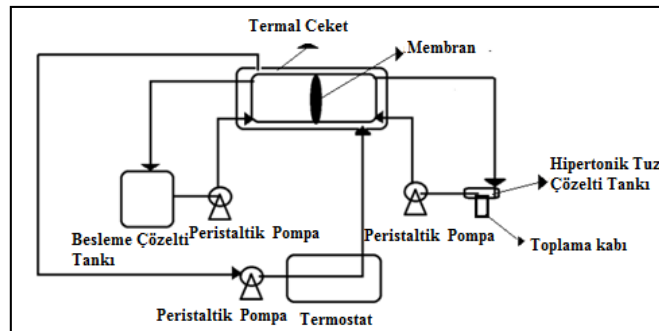 Termal Ceket
Membran
Hipertonik Tuz
Çözelti Tankı
Besleme Çözelti
Tankı
Peristaltik Pompa
Peristaltik Pompa
Toplama kabı
Peristaltik Pompa
Termostat